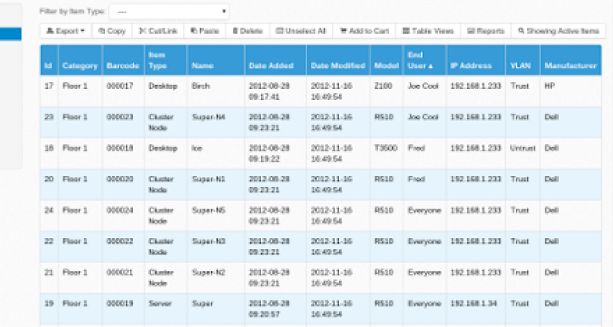 Filter by Item Type: ---
Export Copy Cut/Link Paste Delete Unselect All Add to Cart Table Views Reports Showing Active Items
Id Category Barcode Item Type Name Date Added Date Modified Model End User IP Address VLAN Manufacturer
17 Floor 1 000017 Desktop Birch 2012-08-28 09:17:41 2012-11-16 16:49:54 Z100 Joe Cool 192.168.1.233 Trust HP
23 Floor 1 000023 Cluster Node Super-N4 2012-08-28 09:23:21 2012-11-16 16:49:54 R510 Joe Cool 192.168.1.233 Trust Dell
18 Floor 1 000018 Desktop Ice 2012-08-28 09:19:22 2012-11-16 16:49:54 T3500 Fred 192.168.1.233 Untrust Dell
20 Floor 1 000020 Cluster Node Super-N1 2012-08-28 09:23:21 2012-11-16 16:49:54 R510 Fred 192.168.1.233 Trust Dell
24 Floor 1 000024 Cluster Node Super-N5 2012-08-28 09:23:21 2012-11-16 16:49:54 R510 Everyone 192.168.1.233 Trust Dell
22 Floor 1 000022 Cluster Node Super-N3 2012-08-28 09:23:21 2012-11-16 16:49:54 R510 Everyone 192.168.1.233 Trust Dell
21 Floor 1 000021 Cluster Node Super-N2 2012-08-28 09:23:21 2012-11-16 16:49:54 R510 Everyone 192.168.1.233 Trust Dell
19 Floor 1 000019 Server Super 2012-08-28 09:20:57 2012-11-16 16:49:54 R510 Everyone 192.168.1.34 Trust Dell